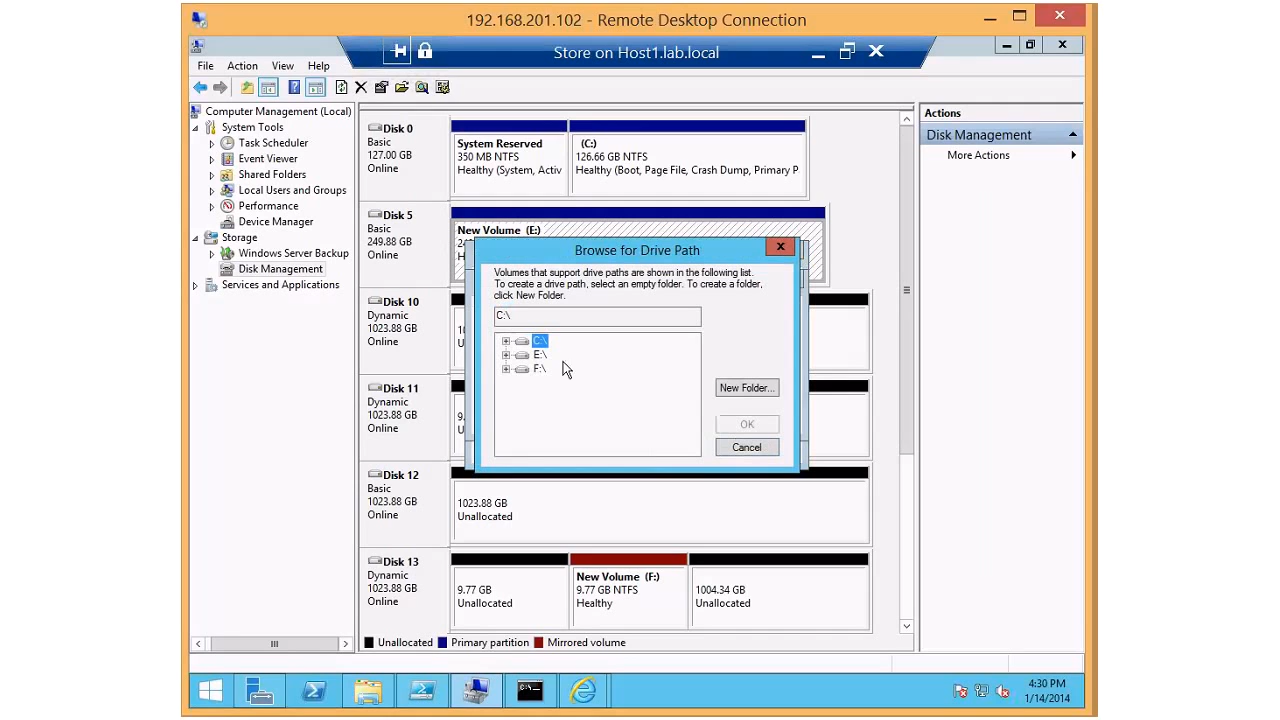 192.168.201.102 - Remote Desktop Connection
Store on Host1.lab.local
File Action View Help
Computer Management (Local)
System Tools
Task Scheduler
Event Viewer
Shared Folders
Local Users and Groups
Performance
Device Manager
Storage
Windows Server Backup
Disk Management
Services and Applications
Disk 0
Basic
127.00 GB
Online
System Reserved
350 MB NTFS
Healthy (System, Activ
(C:)
126.66 GB NTFS
Healthy (Boot, Page File, Crash Dump, Primary P
Disk 5
Basic
249.88 GB
Online
New Volume (E:)
Browse for Drive Path
Volumes that support drive paths are shown in the following list.
To create a drive path, select an empty folder. To create a folder,
click New Folder.
C:\
C:\
E:\
F:\
New Folder...
OK
Cancel
Disk 10
Dynamic
1023.88 GB
Online
Disk 11
Dynamic
1023.88 GB
Online
Disk 12
Basic
1023.88 GB
Online
1023.88 GB
Unallocated
Disk 13
Dynamic
1023.88 GB
Online
9.77 GB
Unallocated
New Volume (F:)
9.77 GB NTFS
Healthy
1004.34 GB
Unallocated
Unallocated Primary partition Mirrored volume
Actions
Disk Management
More Actions
4:30 PM
1/14/2014